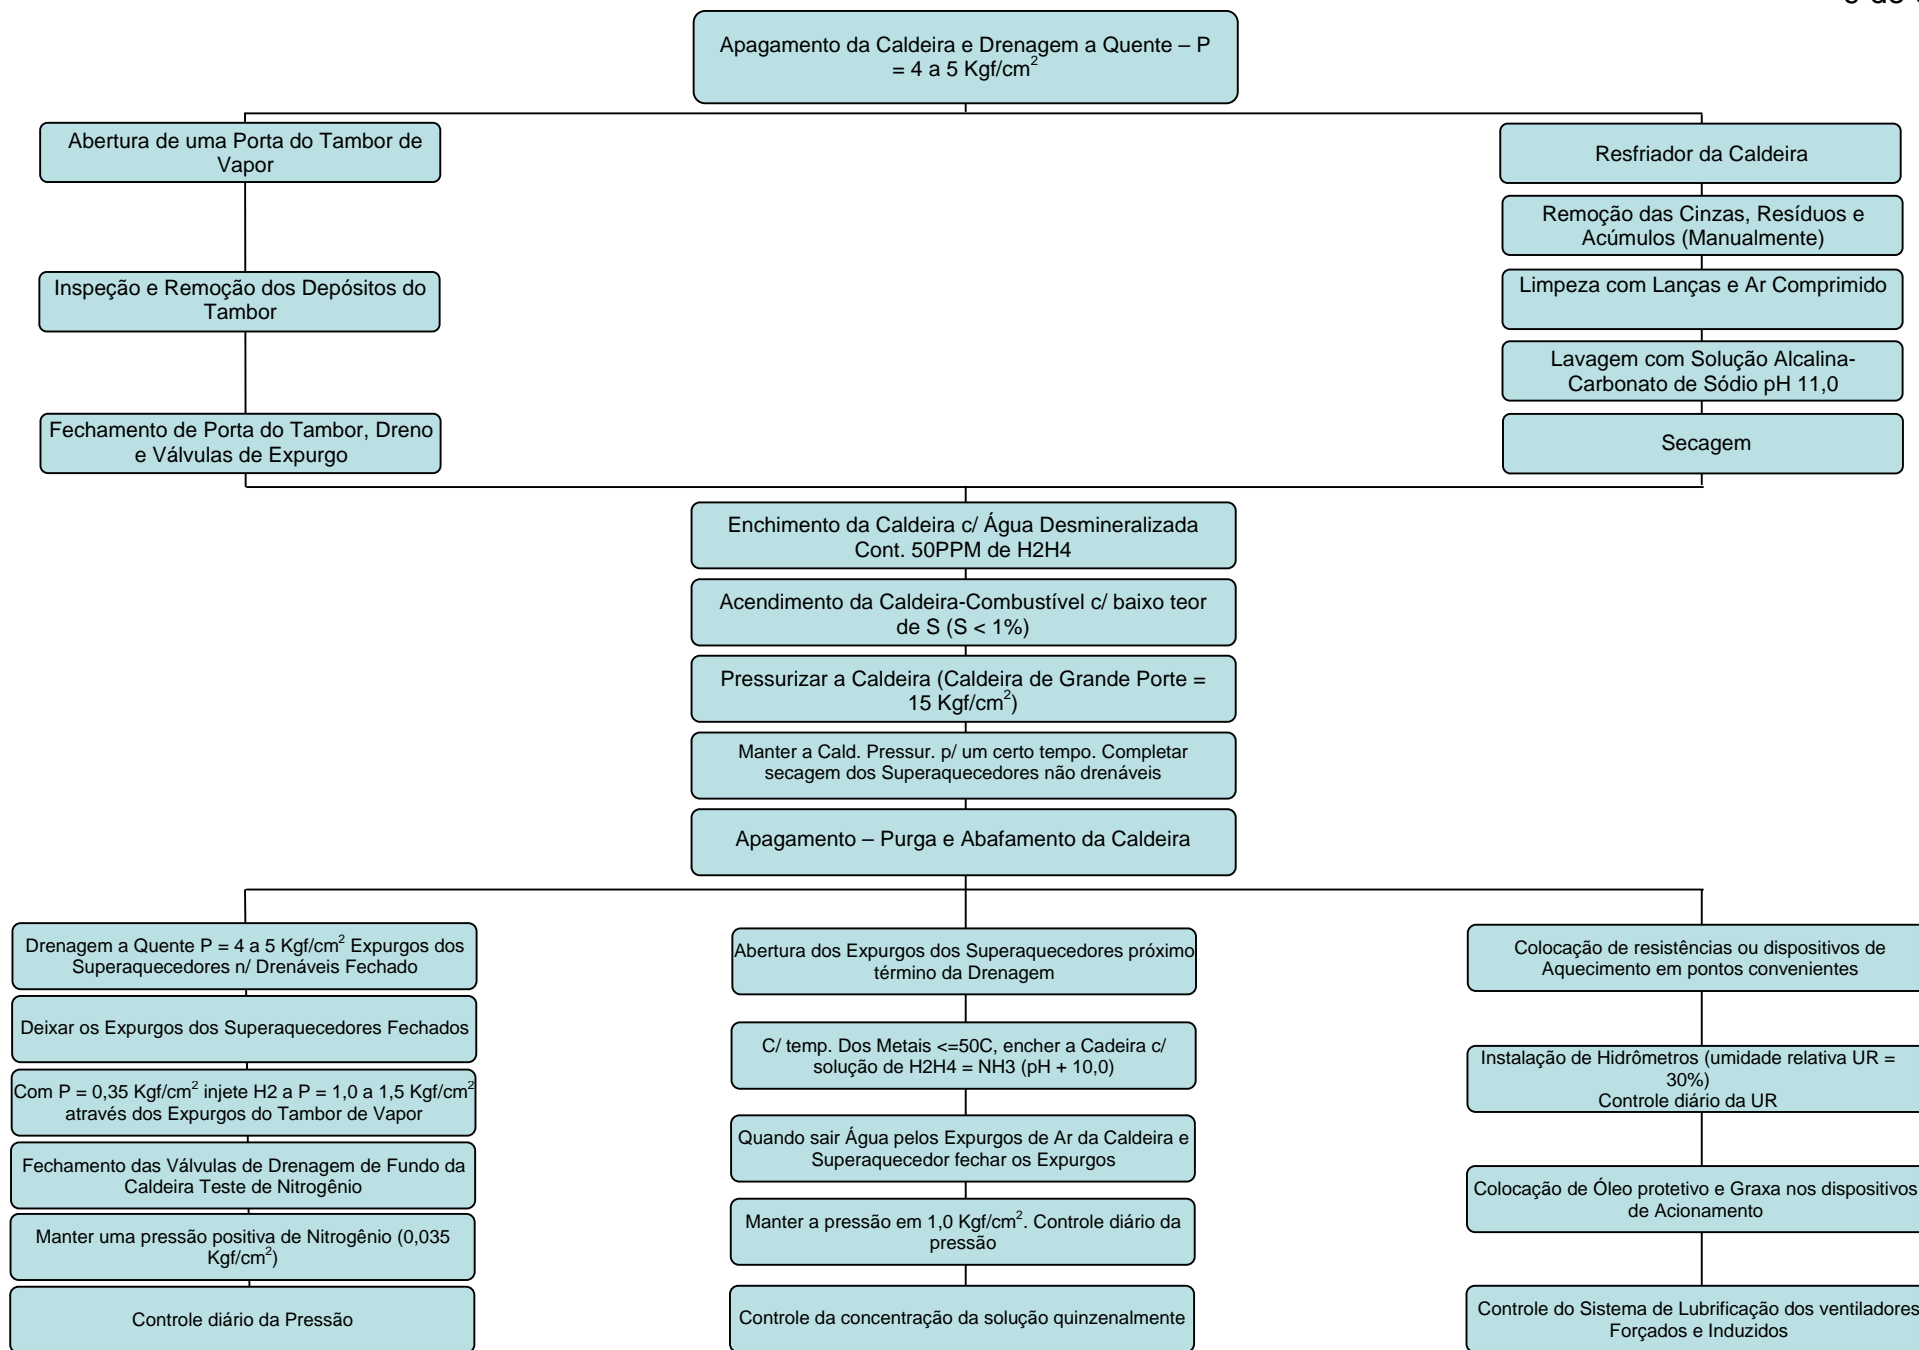 Apagamento da Caldeira e Drenagem a Quente – P
= 4 a 5 Kgf/cm²
Abertura de uma Porta do Tambor de
Vapor
Inspeção e Remoção dos Depósitos do
Tambor
Fechamento de Porta do Tambor, Dreno
e Válvulas de Expurgo
Resfriador da Caldeira
Remoção das Cinzas, Resíduos e
Acúmulos (Manualmente)
Limpeza com Lanças e Ar Comprimido
Lavagem com Solução Alcalina-
Carbonato de Sódio pH 11,0
Secagem
Enchimento da Caldeira c/ Água Desmineralizada
Cont. 50PPM de H2H4
Acendimento da Caldeira-Combustível c/ baixo teor
de S (S < 1%)
Pressurizar a Caldeira (Caldeira de Grande Porte =
15 Kgf/cm²)
Manter a Cald. Pressur. p/ um certo tempo. Completar
secagem dos Superaquecedores não drenáveis
Apagamento – Purga e Abafamento da Caldeira
Drenagem a Quente P = 4 a 5 Kgf/cm² Expurgos dos
Superaquecedores n/ Drenáveis Fechado
Deixar os Expurgos dos Superaquecedores Fechados
Com P = 0,35 Kgf/cm² injete H2 a P = 1,0 a 1,5 Kgf/cm²
através dos Expurgos do Tambor de Vapor
Fechamento das Válvulas de Drenagem de Fundo da
Caldeira Teste de Nitrogênio
Manter uma pressão positiva de Nitrogênio (0,035
Kgf/cm²)
Controle diário da Pressão
Abertura dos Expurgos dos Superaquecedores próximo
término da Drenagem
C/ temp. Dos Metais <=50C, encher a Cadeira c/
solução de H2H4 = NH3 (pH + 10,0)
Quando sair Água pelos Expurgos de Ar da Caldeira e
Superaquecedor fechar os Expurgos
Manter a pressão em 1,0 Kgf/cm². Controle diário da
pressão
Controle da concentração da solução quinzenalmente
Colocação de resistências ou dispositivos de
Aquecimento em pontos convenientes
Instalação de Hidrômetros (umidade relativa UR =
30%)
Controle diário da UR
Colocação de Óleo protetivo e Graxa nos dispositivos
de Acionamento
Controle do Sistema de Lubrificação dos ventiladores
Forçados e Induzidos